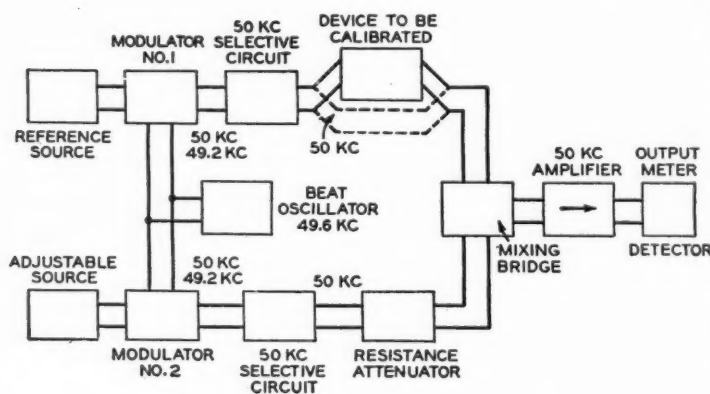 DEVICE TO BE
CALIBRATED
50 KC
SELECTIVE
CIRCUIT
MODULATOR
NO.1
REFERENCE
SOURCE
50 KC
49.2 KC
50 KC
BEAT
OSCILLATOR
49.6 KC
50 KC
AMPLIFIER
OUTPUT
METER
MIXING
BRIDGE
DETECTOR
ADJUSTABLE
SOURCE
50 KC
49.2 KC
50 KC
MODULATOR
NO.2
50 KC
SELECTIVE
CIRCUIT
RESISTANCE
ATTENUATOR